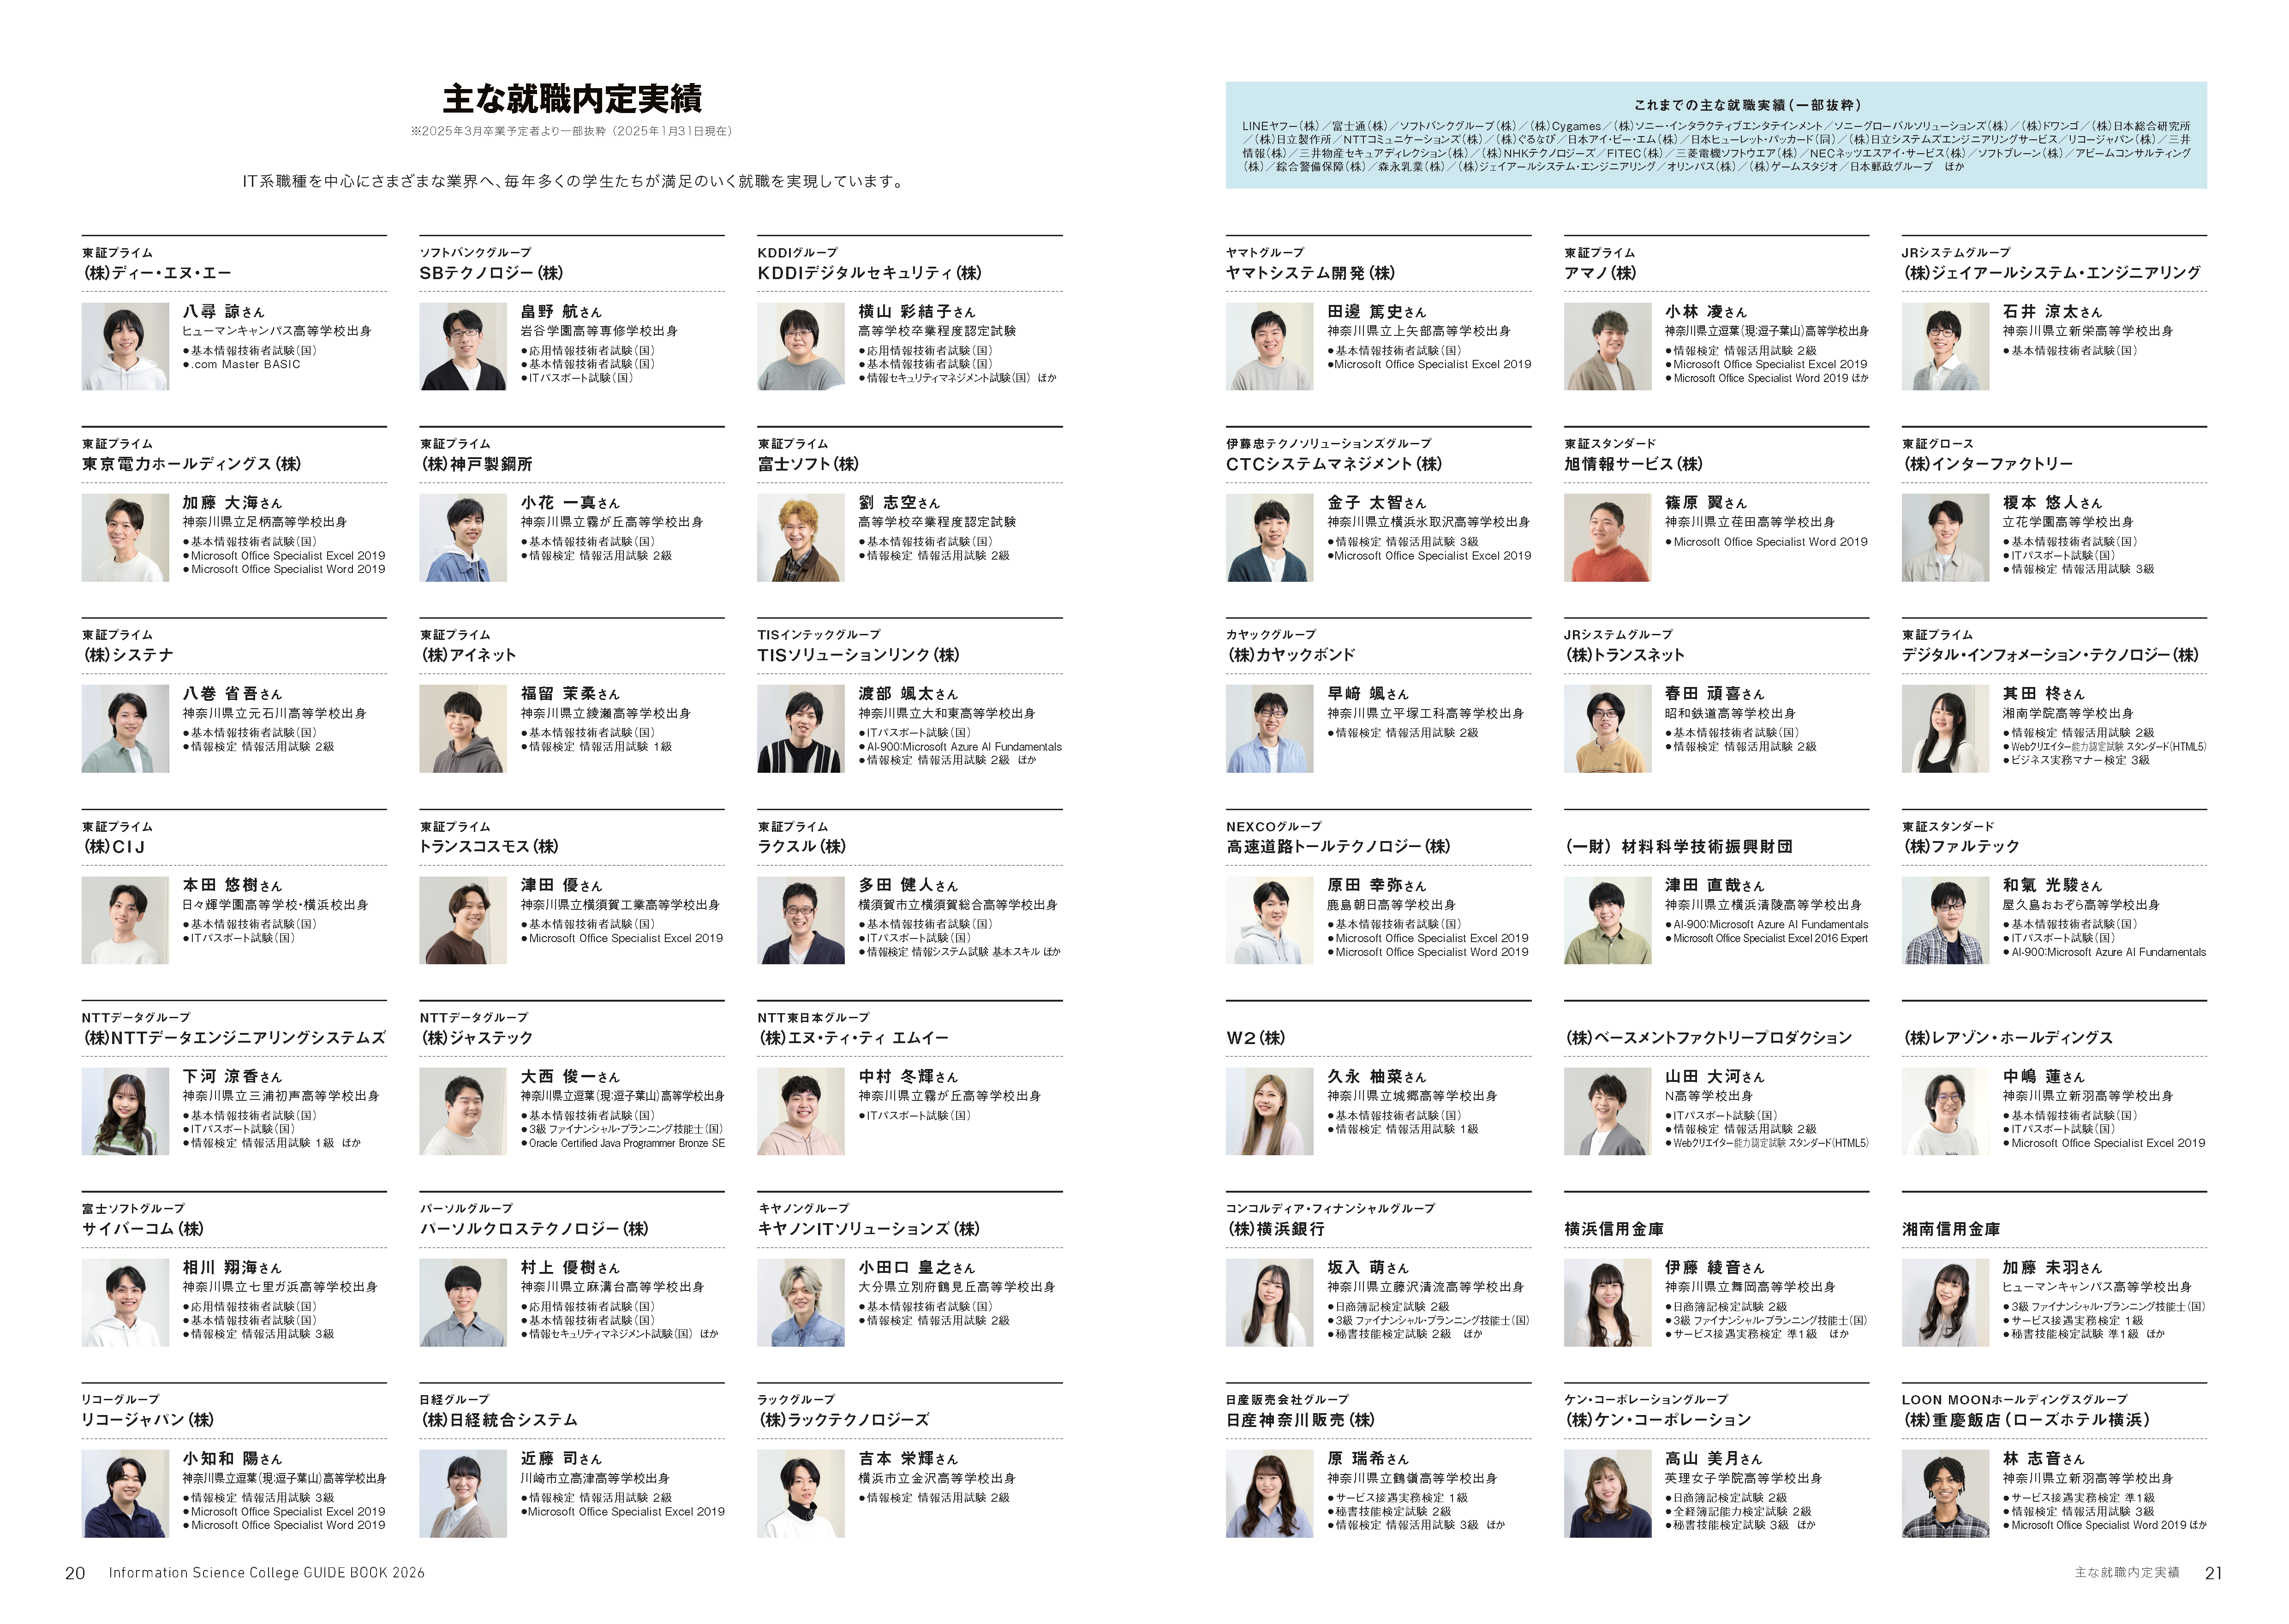 主な就職内定実績
※2025年3月卒業予定者より一部抜粋（2025年1月31日現在）
IT系職種を中心にさまざまな業界へ、毎年多くの学生たちが満足のいく就職を実現しています。
東証プライム
（株）ディー・エヌ・エー
八尋 諒さん
ヒューマンキャンパス高等学校出身
●基本情報技術者試験（国）
●.com Master BASIC
ソフトバンクグループ
SBテクノロジー（株）
畠野 航さん
岩谷学園高等専修学校出身
●応用情報技術者試験（国）
●基本情報技術者試験（国）
●ITパスポート試験（国）
KDDIグループ
KDDIデジタルセキュリティ（株）
横山 彩結子さん
高等学校卒業程度認定試験
●応用情報技術者試験（国）
●基本情報技術者試験（国）
●情報セキュリティマネジメント試験（国） ほか
東証プライム
東京電力ホールディングス（株）
加藤 大海さん
神奈川県立足柄高等学校出身
●基本情報技術者試験（国）
●Microsoft Office Specialist Excel 2019
●Microsoft Office Specialist Word 2019
東証プライム
（株）神戸製鋼所
小花 一真さん
神奈川県立霧が丘高等学校出身
●基本情報技術者試験（国）
●情報検定 情報活用試験 2級
東証プライム
富士ソフト（株）
劉 志空さん
高等学校卒業程度認定試験
●基本情報技術者試験（国）
●情報検定 情報活用試験 2級
東証プライム
（株）システナ
八巻 省吾さん
神奈川県立元石川高等学校出身
●基本情報技術者試験（国）
●情報検定 情報活用試験 2級
東証プライム
（株）アイネット
福留 茉柔さん
神奈川県立綾瀬高等学校出身
●基本情報技術者試験（国）
●情報検定 情報活用試験 1級
TISインテックグループ
TISソリューションリンク（株）
渡部 颯太さん
神奈川県立大和東高等学校出身
●ITパスポート試験（国）
●AI-900:Microsoft Azure AI Fundamentals
●情報検定 情報活用試験 2級 ほか
東証プライム
（株）CIJ
本田 悠樹さん
日々輝学園高等学校・横浜校出身
●基本情報技術者試験（国）
●ITパスポート試験（国）
東証プライム
トランスコスモス（株）
津田 優さん
神奈川県立横須賀工業高等学校出身
●基本情報技術者試験（国）
●Microsoft Office Specialist Excel 2019
東証プライム
ラクスル（株）
多田 健人さん
横須賀市立横須賀総合高等学校出身
●基本情報技術者試験（国）
●ITパスポート試験（国）
●情報検定 情報システム試験 基本スキル ほか
NTTデータグループ
（株）NTTデータエンジニアリングシステムズ
下河 涼香さん
神奈川県立三浦初声高等学校出身
●基本情報技術者試験（国）
●ITパスポート試験（国）
●情報検定 情報活用試験 1級 ほか
NTTデータグループ
（株）ジャステック
大西 俊一さん
神奈川県立逗葉（現:逗子葉山）高等学校出身
●基本情報技術者試験（国）
●3級 ファイナンシャル・プランニング技能士（国）
●Oracle Certified Java Programmer Bronze SE
NTT東日本グループ
（株）エヌ・ティ・ティ エムイー
中村 冬輝さん
神奈川県立霧が丘高等学校出身
●ITパスポート試験（国）
富士ソフトグループ
サイバーコム（株）
相川 翔海さん
神奈川県立七里ガ浜高等学校出身
●応用情報技術者試験（国）
●基本情報技術者試験（国）
●情報検定 情報活用試験 3級
パーソルグループ
パーソルクロステクノロジー（株）
村上 優樹さん
神奈川県立麻溝台高等学校出身
●応用情報技術者試験（国）
●基本情報技術者試験（国）
●情報セキュリティマネジメント試験（国） ほか
キヤノングループ
キヤノンITソリューションズ（株）
小田口 皇之さん
大分県立別府鶴見丘高等学校出身
●基本情報技術者試験（国）
●情報検定 情報活用試験 2級
リコーグループ
リコージャパン（株）
小知和 陽さん
神奈川県立逗葉（現:逗子葉山）高等学校出身
●情報検定 情報活用試験 3級
●Microsoft Office Specialist Excel 2019
●Microsoft Office Specialist Word 2019
日経グループ
（株）日経統合システム
近藤 司さん
川崎市立高津高等学校出身
●情報検定 情報活用試験 2級
●Microsoft Office Specialist Excel 2019
ラックグループ
（株）ラックテクノロジーズ
吉本 栄輝さん
横浜市立金沢高等学校出身
●情報検定 情報活用試験 2級
20 Information Science College GUIDE BOOK 2026
これまでの主な就職実績（一部抜粋）
LINEヤフー（株）／富士通（株）／ソフトバンクグループ（株）／（株）Cygames／（株）ソニー・インタラクティブエンタテインメント／ソニーグローバルソリューションズ（株）／（株）ドワンゴ／（株）日本総合研究所
／（株）日立製作所／NTTコミュニケーションズ（株）／（株）ぐるなび／日本アイ・ビー・エム（株）／日本ヒューレット・パッカード（同）／（株）日立システムズエンジニアリングサービス／リコージャパン（株）／三井
情報（株）／三井物産セキュアディレクション（株）／（株）NHKテクノロジーズ／FITEC（株）／三菱電機ソフトウエア（株）／NECネッツエスアイ・サービス（株）／ソフトブレーン（株）／アビームコンサルティング
（株）／綜合警備保障（株）／森永乳業（株）／（株）ジェイアールシステム・エンジニアリング／オリンパス（株）／（株）ゲームスタジオ／日本郵政グループ ほか
ヤマトグループ
ヤマトシステム開発（株）
田邊 篤史さん
神奈川県立上矢部高等学校出身
●基本情報技術者試験（国）
●Microsoft Office Specialist Excel 2019
東証プライム
アマノ（株）
小林 凌さん
神奈川県立逗葉（現:逗子葉山）高等学校出身
●情報検定 情報活用試験 2級
●Microsoft Office Specialist Excel 2019
●Microsoft Office Specialist Word 2019 ほか
JRシステムグループ
（株）ジェイアールシステム・エンジニアリング
石井 涼太さん
神奈川県立新栄高等学校出身
●基本情報技術者試験（国）
伊藤忠テクノソリューションズグループ
CTCシステムマネジメント（株）
金子 太智さん
神奈川県立横浜氷取沢高等学校出身
●情報検定 情報活用試験 3級
●Microsoft Office Specialist Excel 2019
東証スタンダード
旭情報サービス（株）
篠原 翼さん
神奈川県立荏田高等学校出身
●Microsoft Office Specialist Word 2019
東証グロース
（株）インターファクトリー
榎本 悠人さん
立花学園高等学校出身
●基本情報技術者試験（国）
●ITパスポート試験（国）
●情報検定 情報活用試験 3級
カヤックグループ
（株）カヤックボンド
早﨑 颯さん
神奈川県立平塚工科高等学校出身
●情報検定 情報活用試験 2級
JRシステムグループ
（株）トランスネット
春田 頑喜さん
昭和鉄道高等学校出身
●基本情報技術者試験（国）
●情報検定 情報活用試験 2級
東証プライム
デジタル・インフォメーション・テクノロジー（株）
其田 柊さん
湘南学院高等学校出身
●情報検定 情報活用試験 2級
●Webクリエイター能力認定試験 スタンダード（HTML5）
●ビジネス実務マナー検定 3級
NEXCOグループ
高速道路トールテクノロジー（株）
原田 幸弥さん
鹿島朝日高等学校出身
●基本情報技術者試験（国）
●Microsoft Office Specialist Excel 2019
●Microsoft Office Specialist Word 2019
（一財）材料科学技術振興財団
津田 直哉さん
神奈川県立横浜清陵高等学校出身
●AI-900:Microsoft Azure AI Fundamentals
●Microsoft Office Specialist Excel 2016 Expert
東証スタンダード
（株）ファルテック
和氣 光駿さん
屋久島おおぞら高等学校出身
●基本情報技術者試験（国）
●ITパスポート試験（国）
●AI-900:Microsoft Azure AI Fundamentals
W2（株）
久永 柚菜さん
神奈川県立城郷高等学校出身
●基本情報技術者試験（国）
●情報検定 情報活用試験 1級
（株）ベースメントファクトリープロダクション
山田 大河さん
N高等学校出身
●ITパスポート試験（国）
●情報検定 情報活用試験 2級
●Webクリエイター能力認定試験 スタンダード（HTML5）
（株）レアゾン・ホールディングス
中嶋 蓮さん
神奈川県立新羽高等学校出身
●基本情報技術者試験（国）
●ITパスポート試験（国）
●Microsoft Office Specialist Excel 2019
コンコルディア・フィナンシャルグループ
（株）横浜銀行
坂入 萌さん
神奈川県立藤沢清流高等学校出身
●日商簿記検定試験 2級
●3級 ファイナンシャル・プランニング技能士（国）
●秘書技能検定試験 2級 ほか
横浜信用金庫
伊藤 綾音さん
神奈川県立舞岡高等学校出身
●日商簿記検定試験 2級
●3級 ファイナンシャル・プランニング技能士（国）
●サービス接遇実務検定 準1級 ほか
湘南信用金庫
加藤 未羽さん
ヒューマンキャンパス高等学校出身
●3級 ファイナンシャル・プランニング技能士（国）
●サービス接遇実務検定 1級
●秘書技能検定試験 準1級 ほか
日産販売会社グループ
日産神奈川販売（株）
原 瑞希さん
神奈川県立鶴嶺高等学校出身
●サービス接遇実務検定 1級
●秘書技能検定試験 2級
●情報検定 情報活用試験 3級 ほか
ケン・コーポレーショングループ
（株）ケン・コーポレーション
高山 美月さん
英理女子学院高等学校出身
●日商簿記検定試験 2級
●全経簿記能力検定試験 2級
●秘書技能検定試験 3級 ほか
LOON MOONホールディングスグループ
（株）重慶飯店（ローズホテル横浜）
林 志音さん
神奈川県立新羽高等学校出身
●サービス接遇実務検定 準1級
●情報検定 情報活用試験 3級
●Microsoft Office Specialist Word 2019 ほか
主な就職内定実績 21